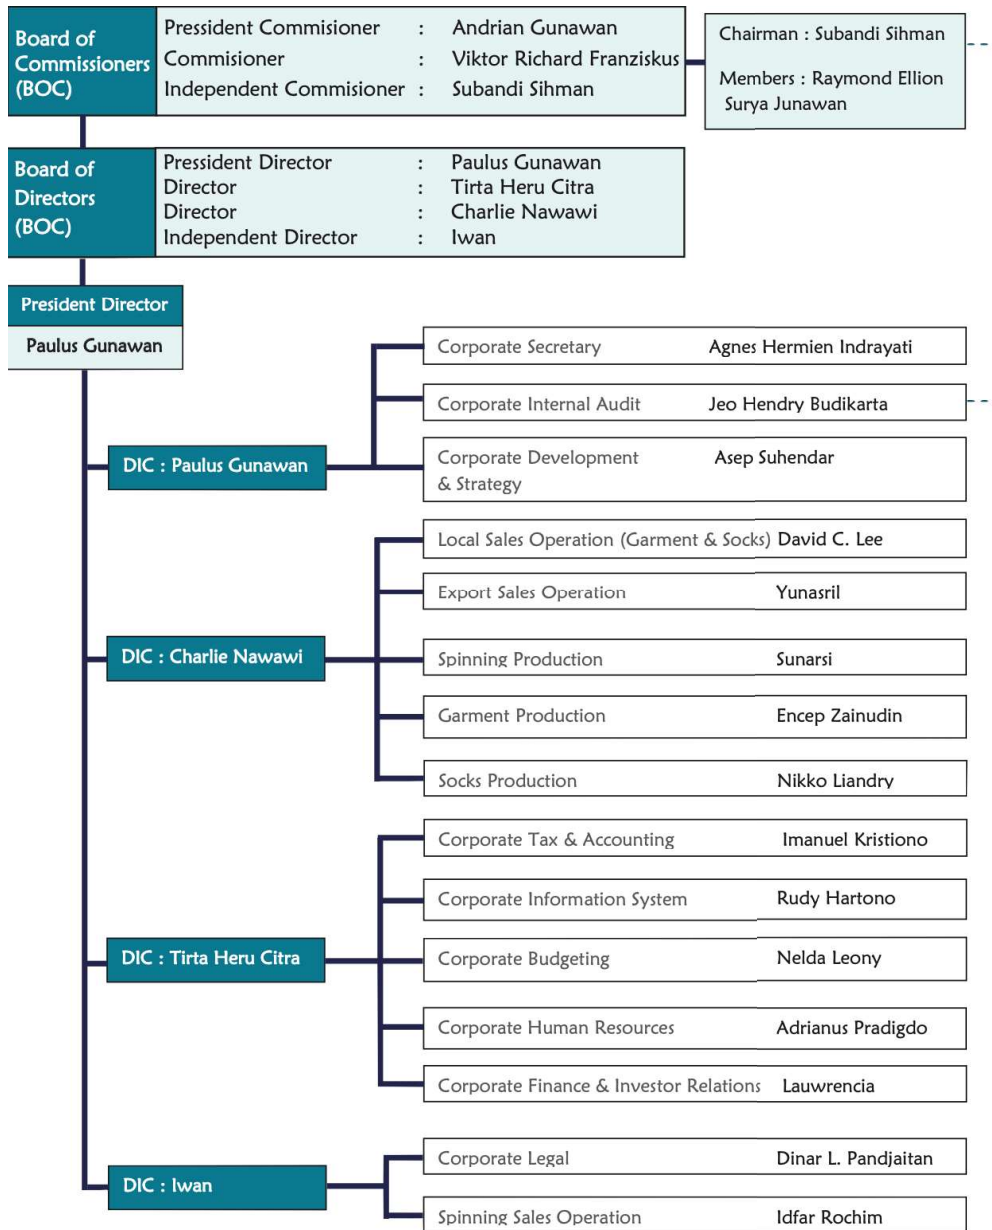 Board of
Commissioners
(BOC)
President Commisioner : Andrian Gunawan
Commisioner : Viktor Richard Franziskus
Independent Commisioner : Subandi Sihman
Chairman : Subandi Sihman
Members : Raymond Ellion
Surya Junawan
Board of
Directors
(BOC)
Pressident Director : Paulus Gunawan
Director : Tirta Heru Citra
Director : Charlie Nawawi
Independent Director : Iwan
President Director
Paulus Gunawan
DIC : Paulus Gunawan
Corporate Secretary Agnes Hermien Indrayati
Corporate Internal Audit Jeo Hendry Budikarta
Corporate Development Asep Suhendar
& Strategy
DIC : Charlie Nawawi
Local Sales Operation (Garment & Socks) David C. Lee
Export Sales Operation Yunasril
Spinning Production Sunarsi
Garment Production Encep Zainudin
Socks Production Nikko Liandry
DIC : Tirta Heru Citra
Corporate Tax & Accounting Imanuel Kristiono
Corporate Information System Rudy Hartono
Corporate Budgeting Nelda Leony
Corporate Human Resources Adrianus Pradigdo
Corporate Finance & Investor Relations Lauwrencia
DIC : Iwan
Corporate Legal Dinar L. Pandjaitan
Spinning Sales Operation Idfar Rochim